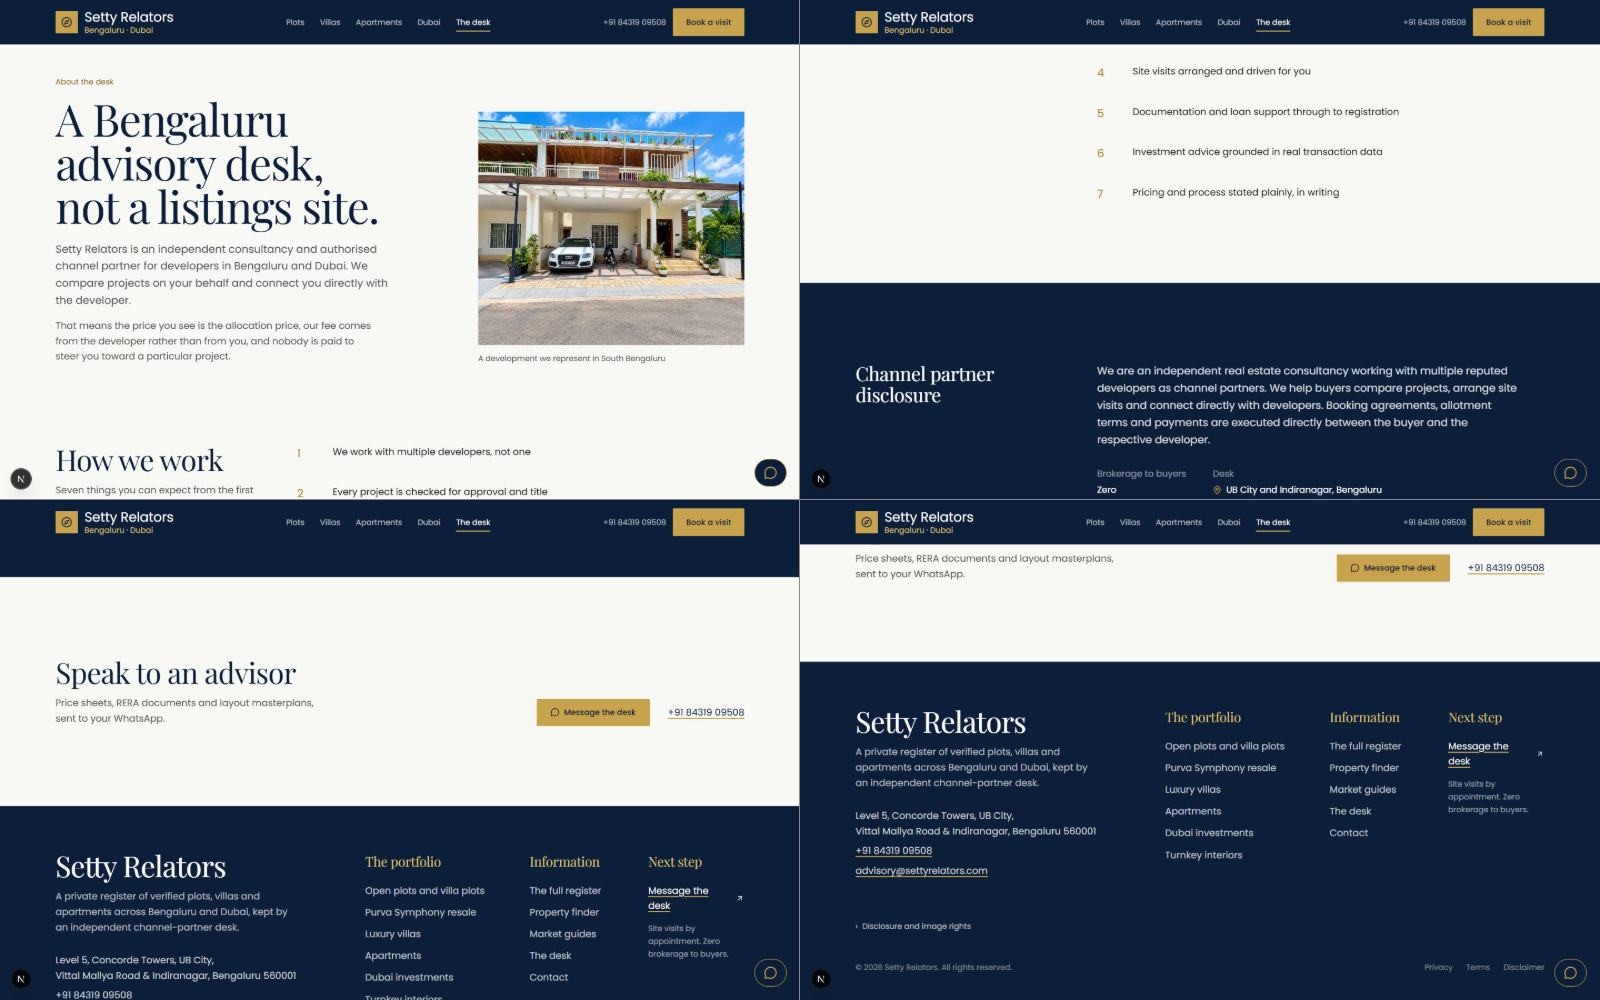 Setty Relators
Bengaluru · Dubai
Plots Villas Apartments Dubai The desk
+91 84319 09508 Book a visit
About the desk
A Bengaluru
advisory desk,
not a listings site.
Setty Relators is an independent consultancy and authorised
channel partner for developers in Bengaluru and Dubai. We
compare projects on your behalf and connect you directly with
the developer.
That means the price you see is the allocation price, our fee comes
from the developer rather than from you, and nobody is paid to
steer you toward a particular project.
A development we represent in South Bengaluru
How we work
Seven things you can expect from the first
1 We work with multiple developers, not one
2 Every project is checked for approval and title
N
Setty Relators
Bengaluru · Dubai
Plots Villas Apartments Dubai The desk
+91 84319 09508 Book a visit
4 Site visits arranged and driven for you
5 Documentation and loan support through to registration
6 Investment advice grounded in real transaction data
7 Pricing and process stated plainly, in writing
Channel partner
disclosure
We are an independent real estate consultancy working with multiple reputed
developers as channel partners. We help buyers compare projects, arrange site
visits and connect directly with developers. Booking agreements, allotment
terms and payments are executed directly between the buyer and the
respective developer.
Brokerage to buyers Desk
Zero UB City and Indiranagar, Bengaluru
N
Setty Relators
Bengaluru · Dubai
Plots Villas Apartments Dubai The desk
+91 84319 09508 Book a visit
Speak to an advisor
Price sheets, RERA documents and layout masterplans,
sent to your WhatsApp.
Message the desk +91 84319 09508
Setty Relators
A private register of verified plots, villas and
apartments across Bengaluru and Dubai, kept by
an independent channel-partner desk.
Level 5, Concorde Towers, UB City,
Vittal Mallya Road & Indiranagar, Bengaluru 560001
+91 84319 09508
The portfolio
Open plots and villa plots
Purva Symphony resale
Luxury villas
Apartments
Dubai investments
Turnkey interiors
Information
The full register
Property finder
Market guides
The desk
Contact
Next step
Message the
desk
Site visits by
appointment. Zero
brokerage to buyers.
N
Setty Relators
Bengaluru · Dubai
Plots Villas Apartments Dubai The desk
+91 84319 09508 Book a visit
Price sheets, RERA documents and layout masterplans,
sent to your WhatsApp.
Message the desk +91 84319 09508
Setty Relators
A private register of verified plots, villas and
apartments across Bengaluru and Dubai, kept by
an independent channel-partner desk.
Level 5, Concorde Towers, UB City,
Vittal Mallya Road & Indiranagar, Bengaluru 560001
+91 84319 09508
advisory@settyrelators.com
The portfolio
Open plots and villa plots
Purva Symphony resale
Luxury villas
Apartments
Dubai investments
Turnkey interiors
Information
The full register
Property finder
Market guides
The desk
Contact
Next step
Message the
desk
Site visits by
appointment. Zero
brokerage to buyers.
› Disclosure and image rights
© 2026 Setty Relators. All rights reserved.
Privacy Terms Disclaimer
N